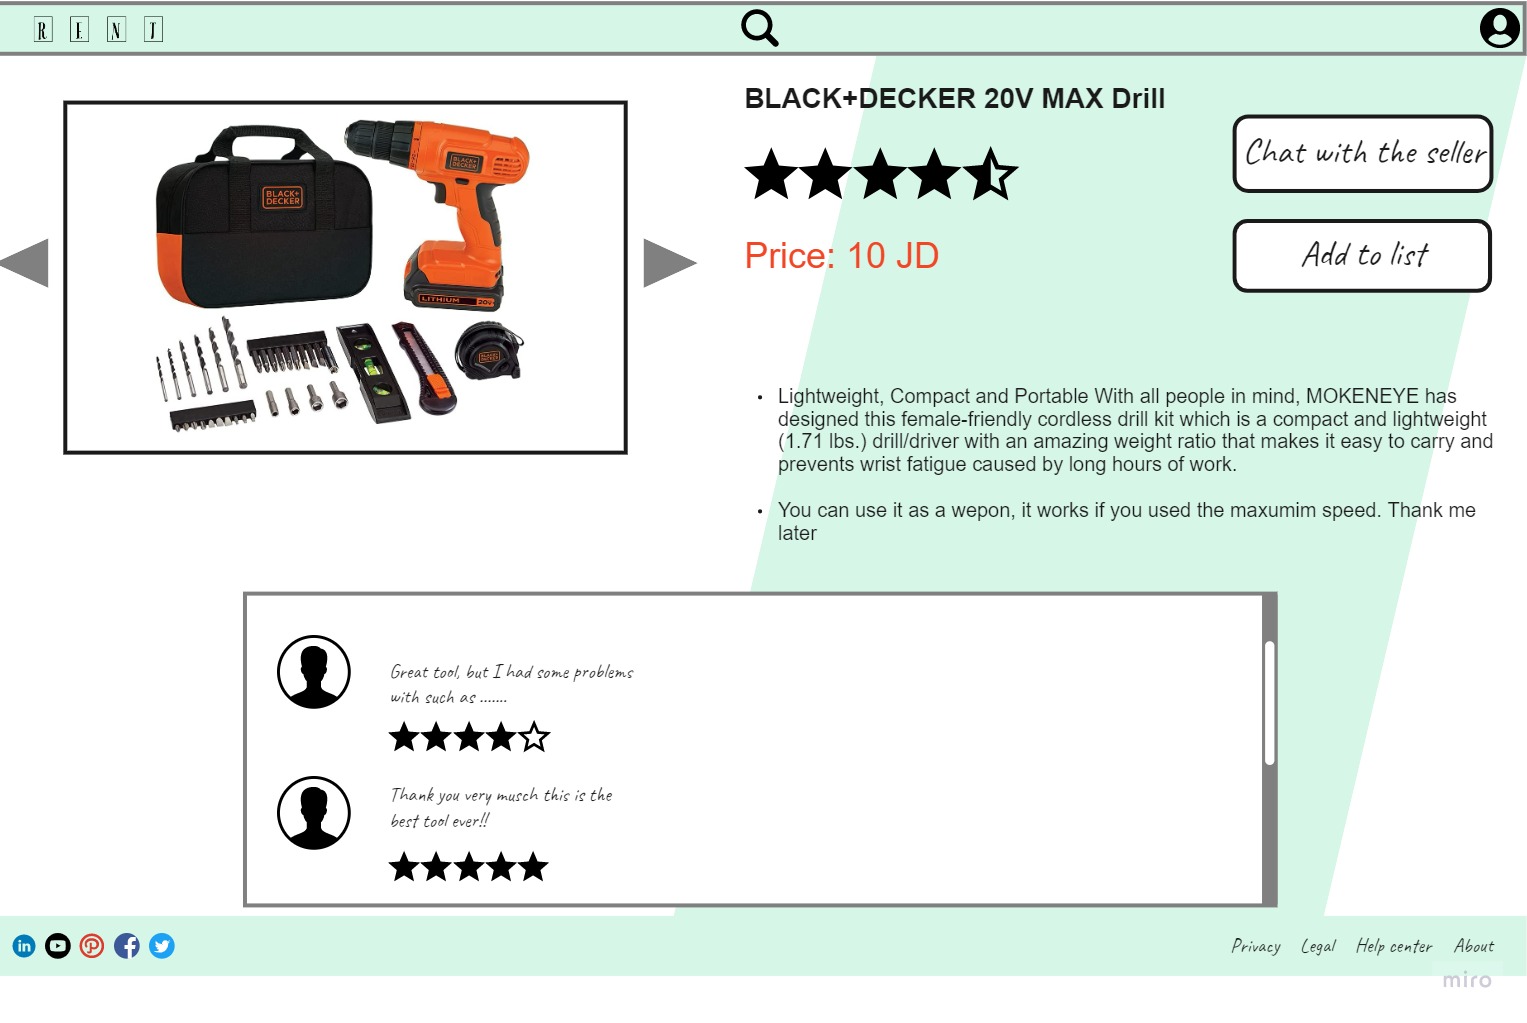 R E N T
BLACK+DECKER 20V MAX Drill
Chat with the seller
Price: 10 JD
Add to list
BLACK+
DECKER
BLACK+
DECKER
LITHIUM 20V
BLACK+
DECKER
• Lightweight, Compact and Portable With all people in mind, MOKENEYE has
designed this female-friendly cordless drill kit which is a compact and lightweight
(1.71 lbs.) drill/driver with an amazing weight ratio that makes it easy to carry and
prevents wrist fatigue caused by long hours of work.
• You can use it as a wepon, it works if you used the maxumim speed. Thank me
later
Great tool, but I had some problems
with such as .......
Thank you very musch this is the
best tool ever!!
in
Privacy Legal Help center About
miro